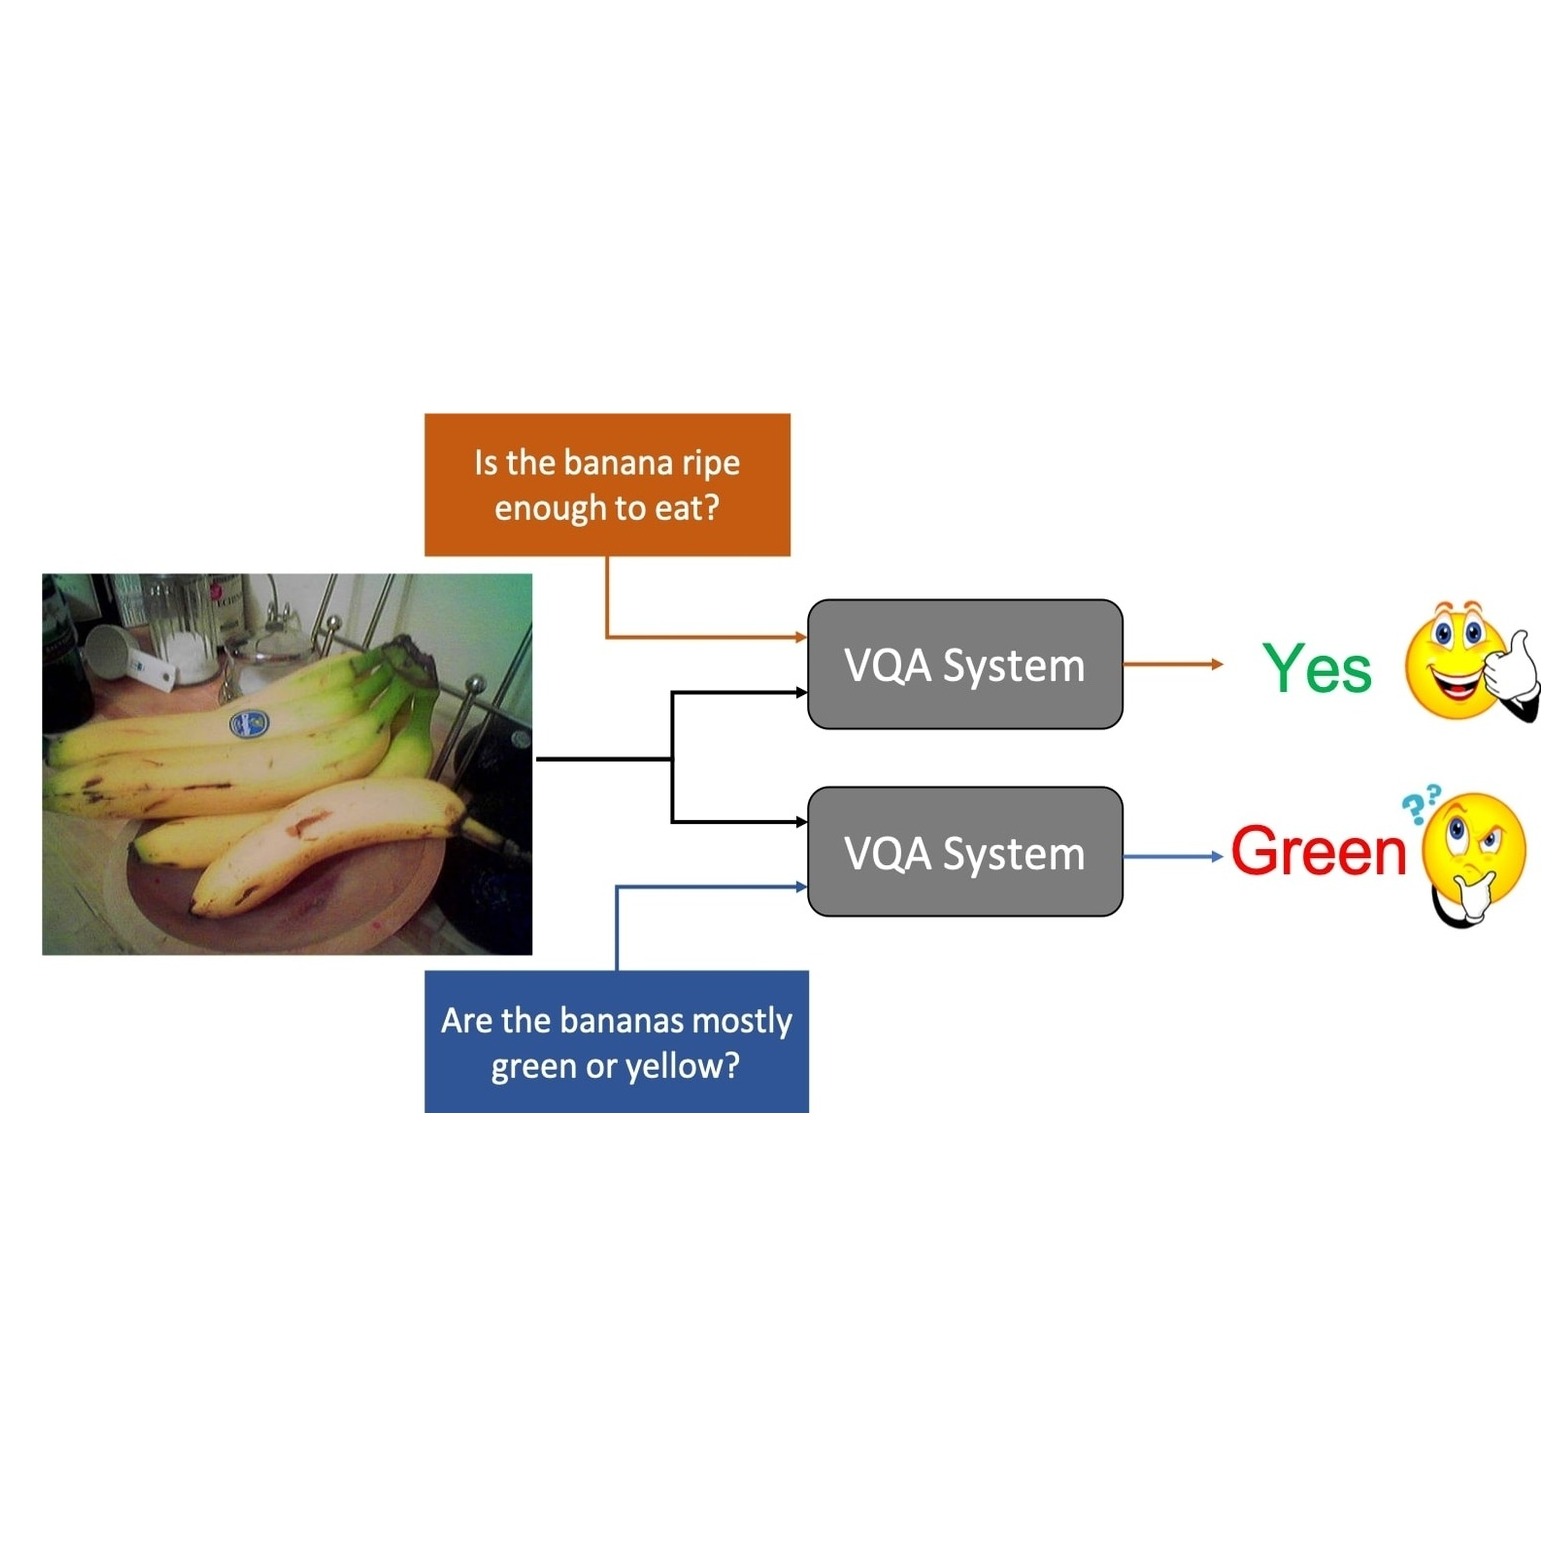 Is the banana ripe
enough to eat?
VQA System
Yes
VQA System
Green
??
Are the bananas mostly
green or yellow?